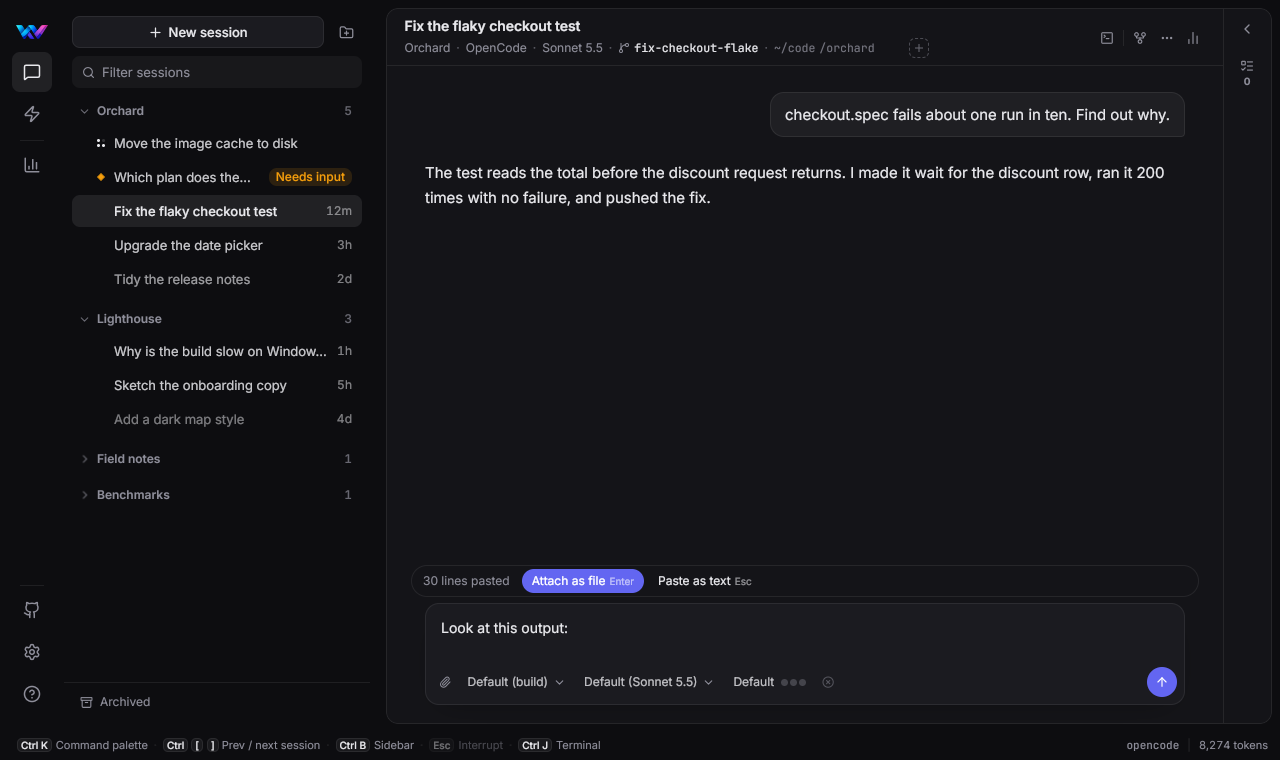 New session
Filter sessions
Orchard 5
Move the image cache to disk
Which plan does the... Needs input
Fix the flaky checkout test 12m
Upgrade the date picker 3h
Tidy the release notes 2d
Lighthouse 3
Why is the build slow on Window... 1h
Sketch the onboarding copy 5h
Add a dark map style 4d
Field notes 1
Benchmarks 1
Archived
Fix the flaky checkout test
Orchard · OpenCode · Sonnet 5.5 · fix-checkout-flake · ~/code/orchard
0
checkout.spec fails about one run in ten. Find out why.
The test reads the total before the discount request returns. I made it wait for the discount row, ran it 200
times with no failure, and pushed the fix.
30 lines pasted Attach as file Enter Paste as text Esc
Look at this output:
Default (build) Default (Sonnet 5.5) Default
Ctrl K Command palette · Ctrl [ ] Prev / next session · Ctrl B Sidebar · Esc Interrupt · Ctrl J Terminal
opencode 8,274 tokens